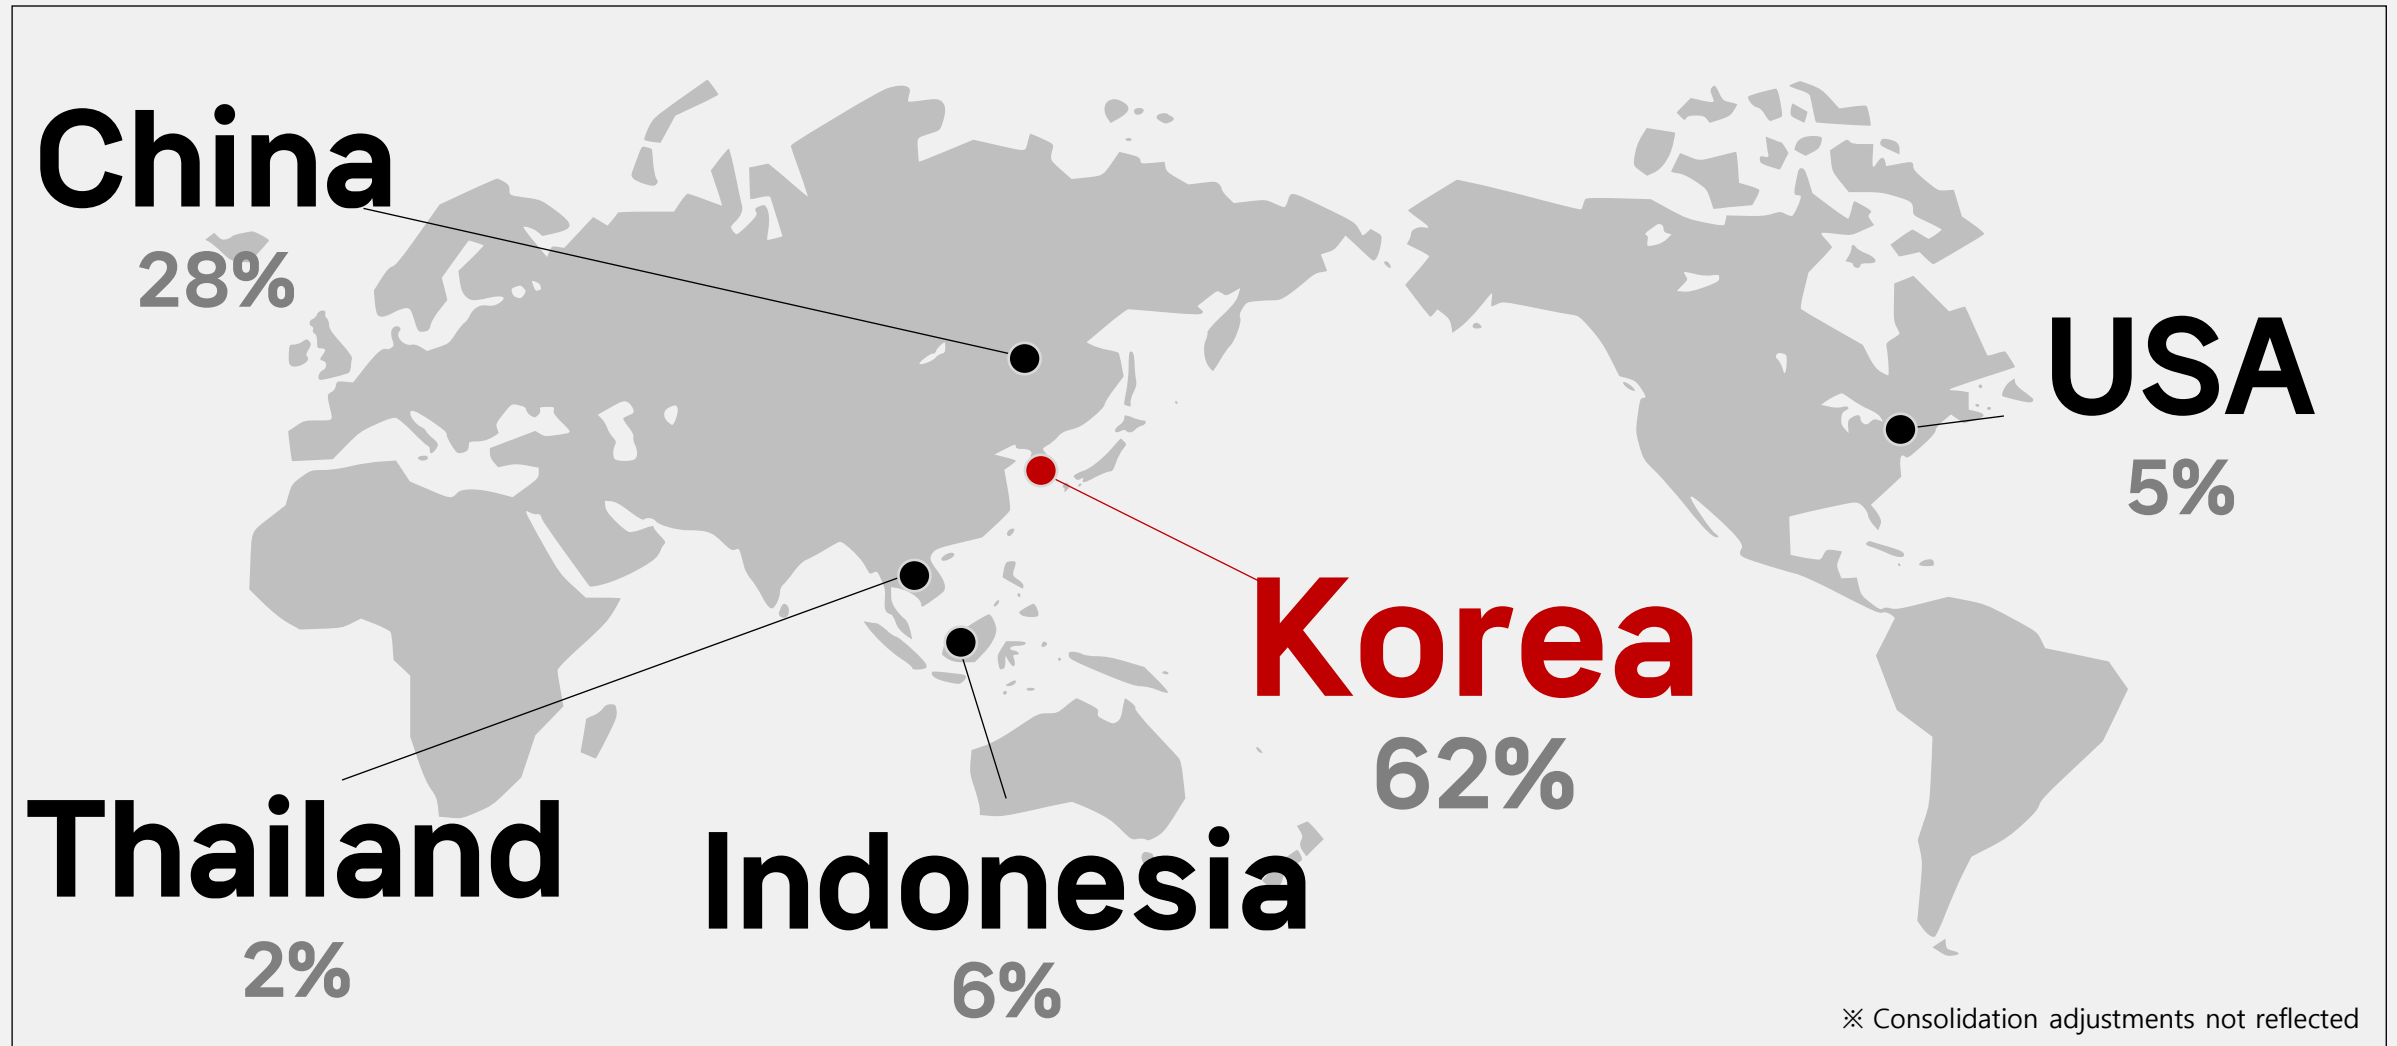 China
28%
USA
5%
Korea
62%
Thailand
2%
Indonesia
6%
※ Consolidation adjustments not reflected